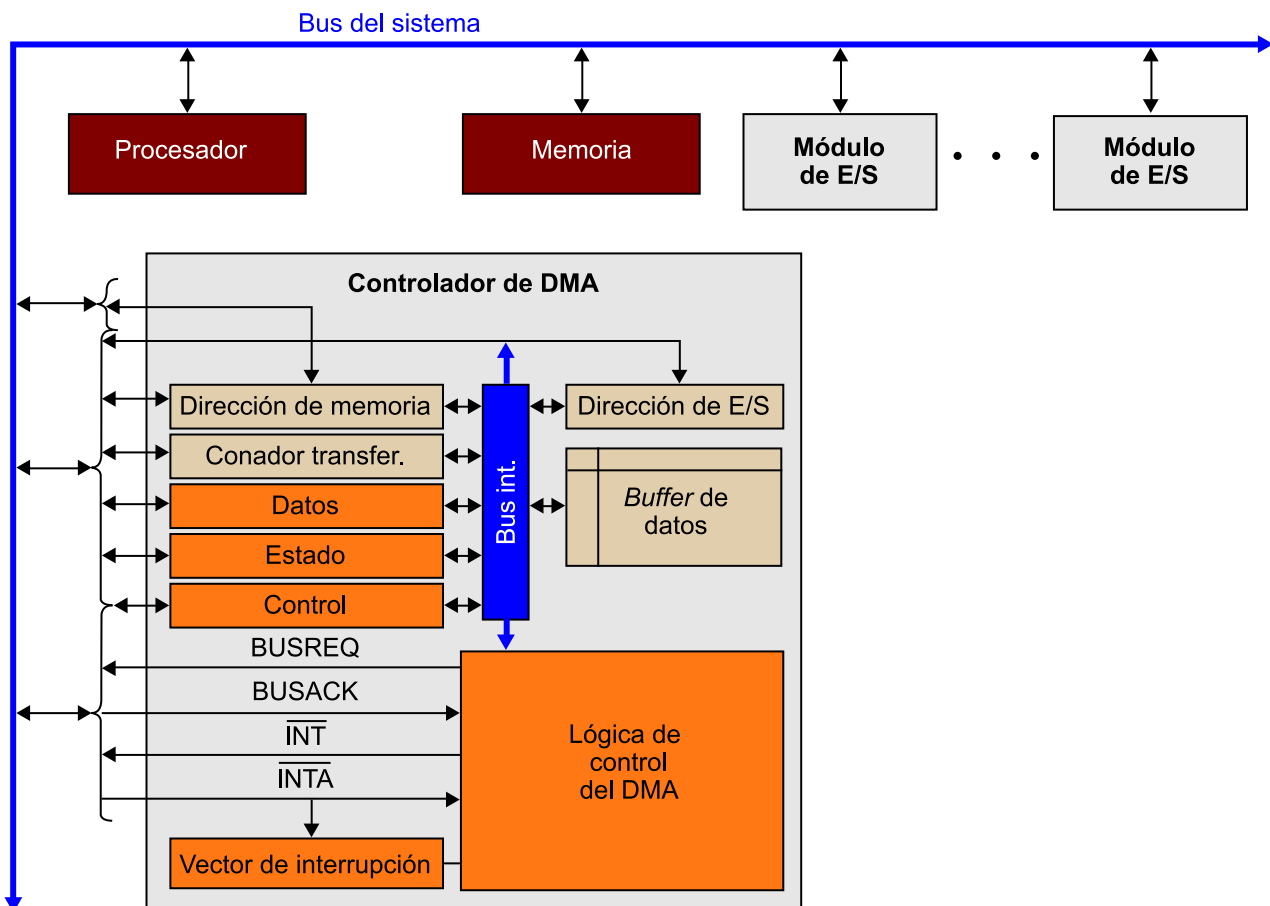 Bus del sistema
Procesador
Memoria
Módulo
de E/S
Módulo
de E/S
Controlador de DMA
Dirección de memoria
Dirección de E/S
Conador transfer.
Datos
Estado
Control
Bus int.
Buffer de
datos
BUSREQ
BUSACK
INT
INTA
Lógica de
control
del DMA
Vector de interrupción